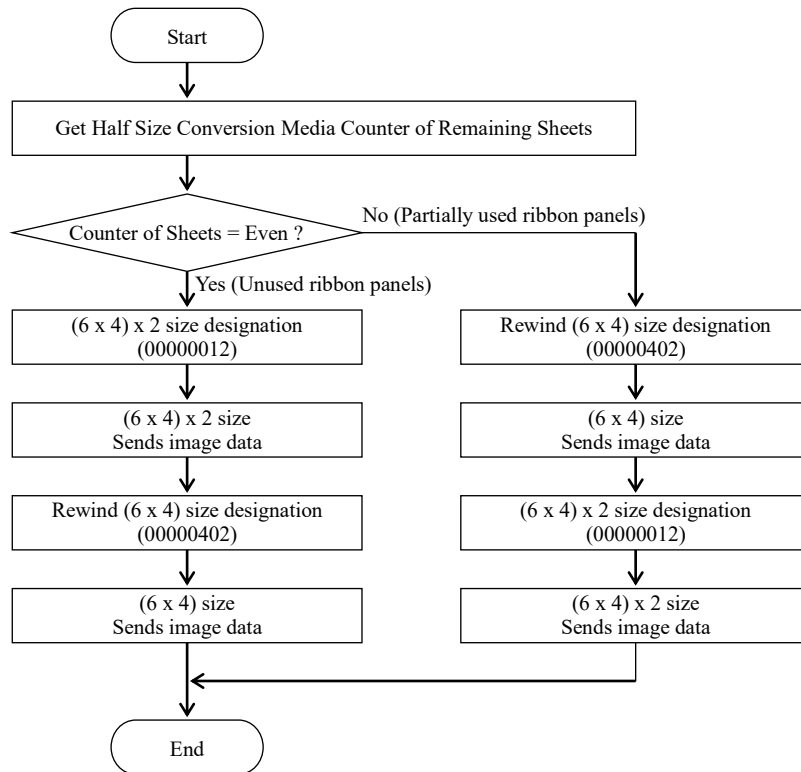 Start
Get Half Size Conversion Media Counter of Remaining Sheets
Counter of Sheets = Even ?
No (Partially used ribbon panels)
Yes (Unused ribbon panels)
(6 x 4) x 2 size designation
(00000012)
(6 x 4) x 2 size
Sends image data
Rewind (6 x 4) size designation
(00000402)
(6 x 4) size
Sends image data
Rewind (6 x 4) size designation
(00000402)
(6 x 4) size
Sends image data
(6 x 4) x 2 size designation
(00000012)
(6 x 4) x 2 size
Sends image data
End